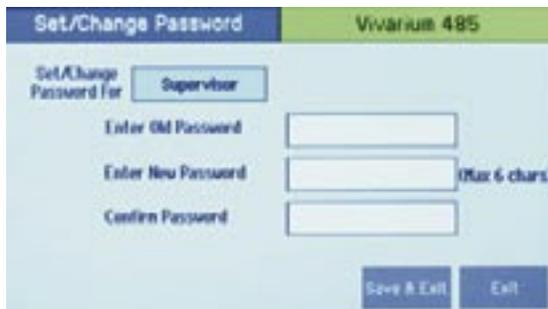 Set/Change Password
Vivarium 485
Set/Change
Password For
Supervisor
Enter Old Password
Enter New Password
(Max 6 chars
Confirm Password
Save & Exit
Exit